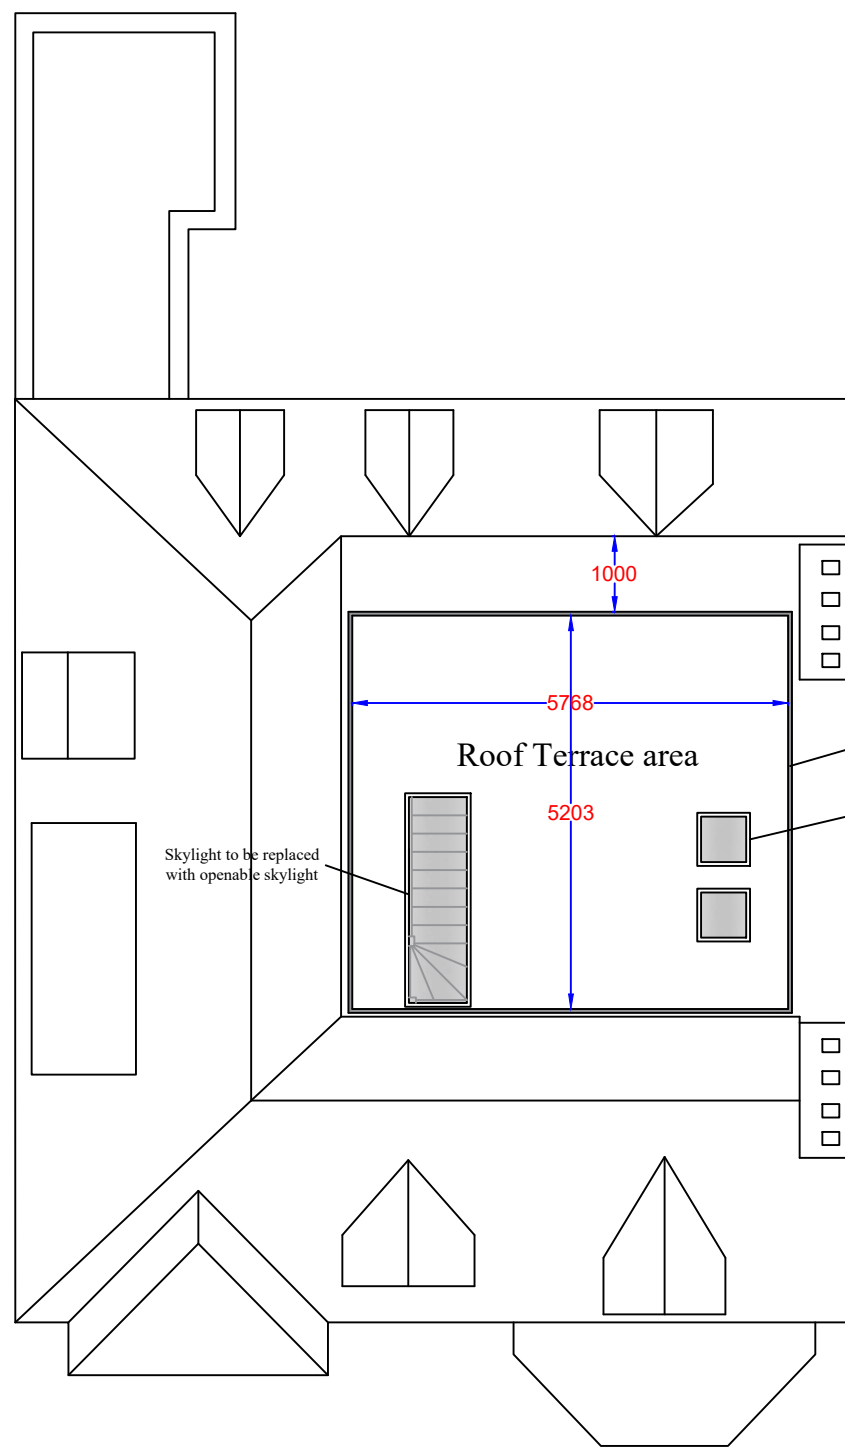 1000
5768
Roof Terrace area
5203
Skylight to be replaced
with openable skylight